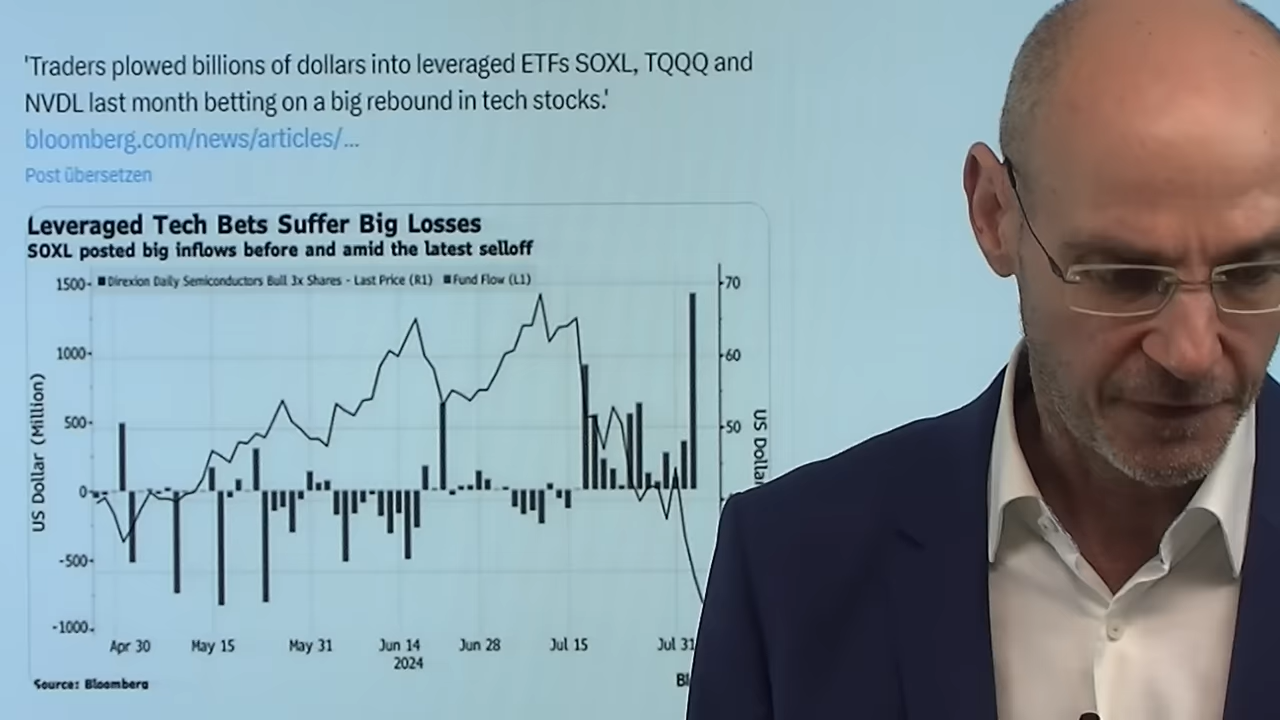 'Traders plowed billions of dollars into leveraged ETFs SOXL, TQQQ and
NVDL last month betting on a big rebound in tech stocks.'
bloomberg.com/news/articles/...
Post übersetzen
Leveraged Tech Bets Suffer Big Losses
SOXL posted big inflows before and amid the latest selloff
Direxion Daily Semiconductors Bull 3x Shares - Last Price (R1) Fund Flow (L1)
1500
1000
500
0
-500
-1000
US Dollar (Million)
70
60
50
US Dolla
Apr 30 May 15 May 31 Jun 14 Jun 28 Jul 15 Jul 31
2024
Source: Bloomberg
Bl